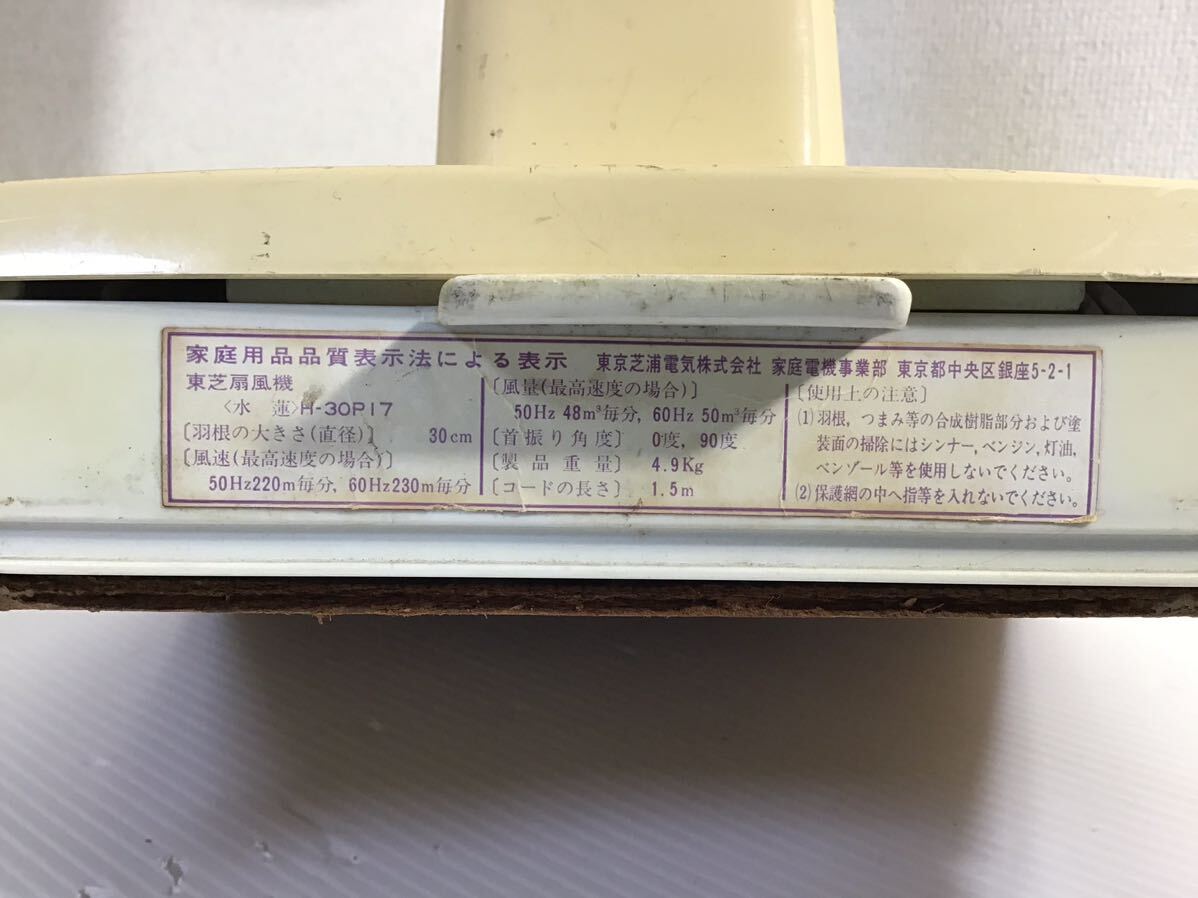 家庭用品品質表示法による表示 東京芝浦電気株式会社 家庭電機事業部 東京都中央区銀座5-2-1
東芝扇風機
〈水 蓮〉H-30P17
〔羽根の大きさ(直径)〕 30cm
〔風速(最高速度の場合)〕
50Hz220m毎分, 60Hz230m毎分
〔風量(最高速度の場合)〕
50Hz 48m³毎分, 60Hz 50m³毎分
〔首振り角度〕 0度, 90度
〔製品重量〕 4.9Kg
〔コードの長さ〕 1.5m
〔使用上の注意〕
(1)羽根, つまみ等の合成樹脂部分および塗
装面の掃除にはシンナー, ベンジン, 灯油,
ベンゾール等を使用しないでください。
(2)保護網の中へ指等を入れないでください。